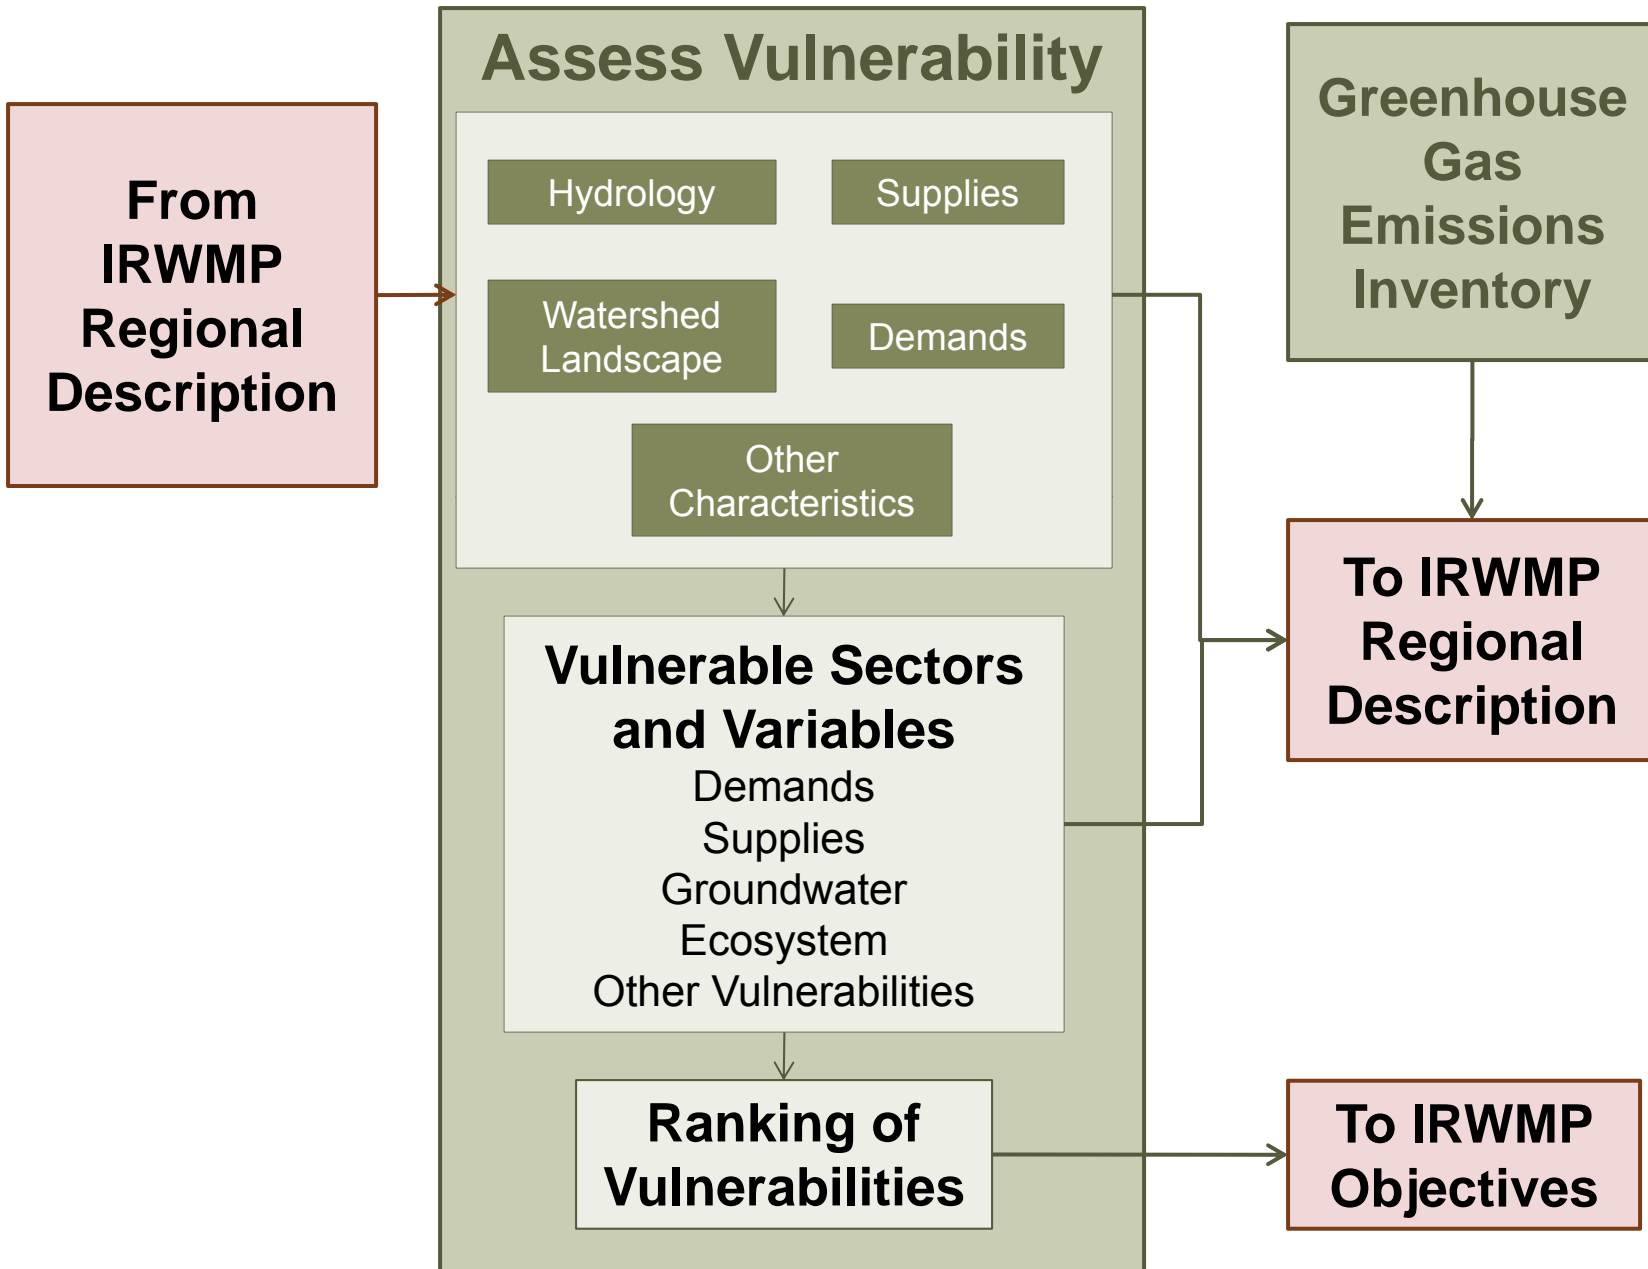 Assess Vulnerability
From
IRWMP
Regional
Description
Hydrology
Supplies
Watershed
Landscape
Demands
Other
Characteristics
Greenhouse
Gas
Emissions
Inventory
Vulnerable Sectors
and Variables
Demands
Supplies
Groundwater
Ecosystem
Other Vulnerabilities
To IRWMP
Regional
Description
Ranking of
Vulnerabilities
To IRWMP
Objectives